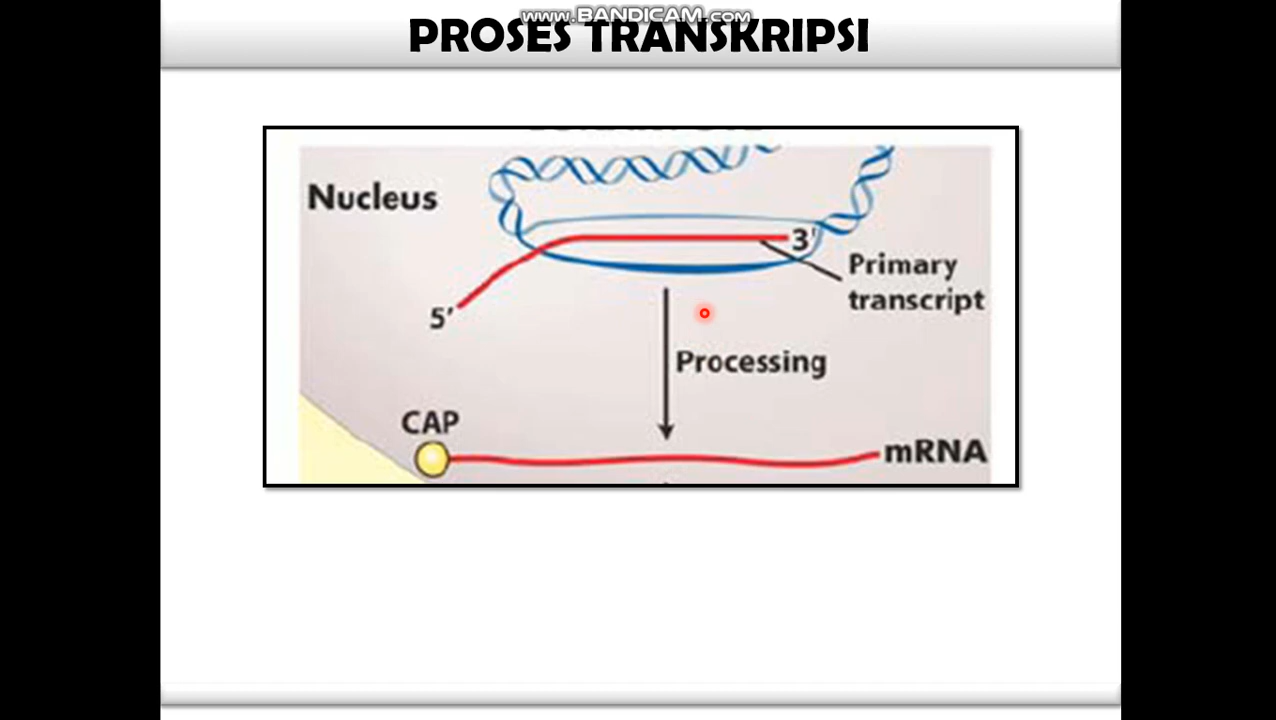 www.BANDICAM.com
PROSES TRANSKRIPSI
Nucleus
3'
Primary
transcript
5'
Processing
CAP
mRNA